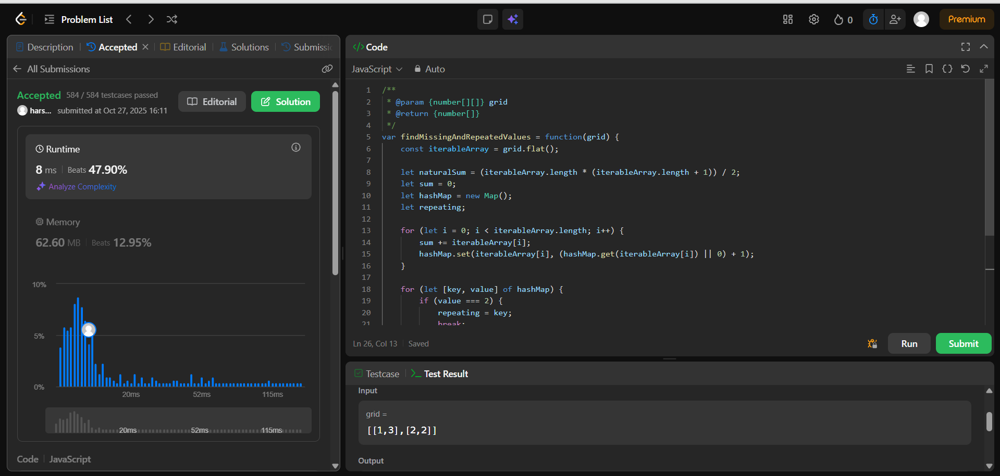 Problem List
0
Premium
Description
Accepted
Editorial
Solutions
Submissic
All Submissions
Accepted 584 / 584 testcases passed
hars... submitted at Oct 27, 2025 16:11
Editorial
Solution
Runtime
8 ms Beats 47.90%
Analyze Complexity
Memory
62.60 MB Beats 12.95%
10%
5%
0%
20ms 52ms 115ms
20ms 52ms 115ms
Code JavaScript
</> Code
JavaScript Auto
1 /**
2 * @param {number[][]} grid
3 * @return {number[]}
4 */
5 var findMissingAndRepeatedValues = function(grid) {
6 const iterableArray = grid.flat();
7
8 let naturalSum = (iterableArray.length * (iterableArray.length + 1)) / 2;
9 let sum = 0;
10 let hashMap = new Map();
11 let repeating;
12
13 for (let i = 0; i < iterableArray.length; i++) {
14 sum += iterableArray[i];
15 hashMap.set(iterableArray[i], (hashMap.get(iterableArray[i]) || 0) + 1);
16 }
17
18 for (let [key, value] of hashMap) {
19 if (value === 2) {
20 repeating = key;
21 break;
Ln 26, Col 13 Saved
Run
Submit
Testcase
Test Result
Input
grid =
[[1,3],[2,2]]
Output